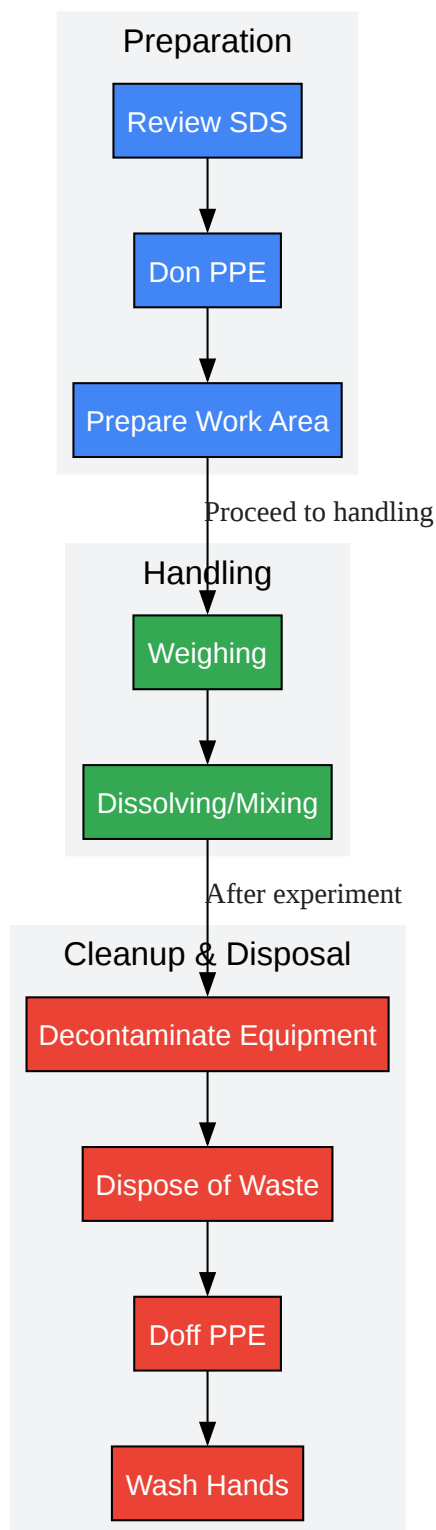 Preparation
Review SDS
Don PPE
Prepare Work Area
Proceed to handling
Handling
Weighing
Dissolving/Mixing
After experiment
Cleanup & Disposal
Decontaminate Equipment
Dispose of Waste
Doff PPE
Wash Hands